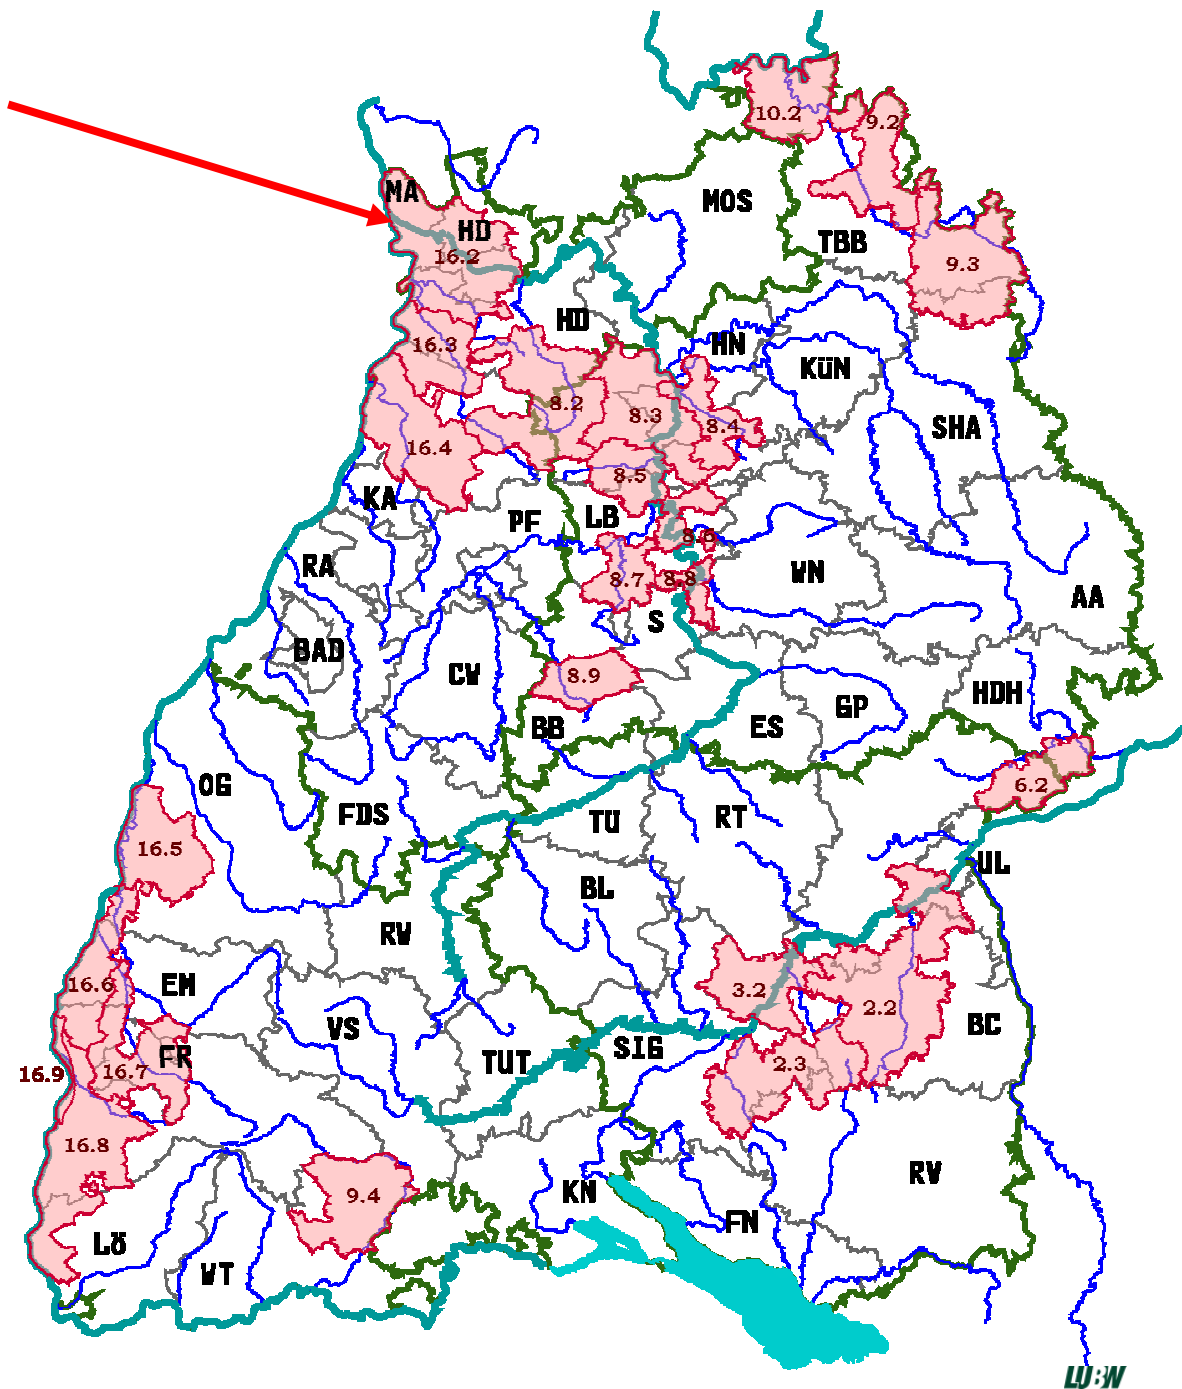 10.2
9.2
MA
MOS
HD
TBB
16.2
9.3
HD
16.3
HN
KüN
8.2
8.3
8.4
SHA
16.4
8.5
KA
PF
LB
8.6
RA
8.7
8.8
WN
AA
S
BAD
CW
8.9
HDH
GP
BB
ES
OG
6.2
FDS
TU
RT
16.5
UL
BL
RW
16.6
EM
3.2
2.2
VS
BC
SIG
FR
TUT
2.3
16.9
16.7
16.8
9.4
KN
RV
FN
LÖ
WT
LUBW